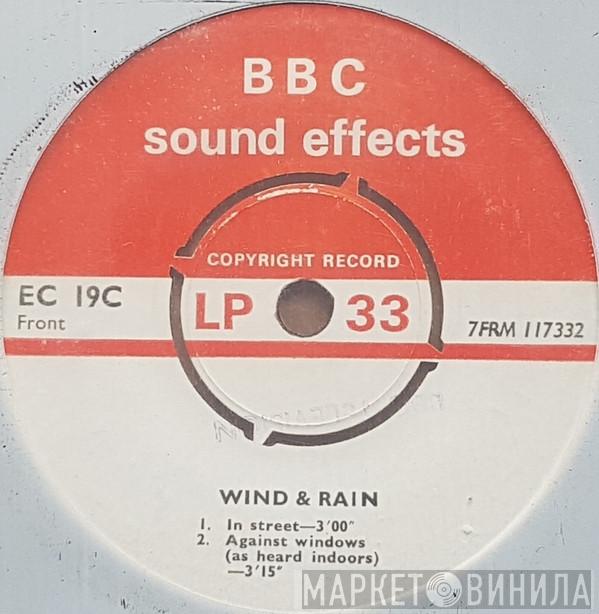 BBC
sound effects
COPYRIGHT RECORD
EC 19C
Front
LP 33
7FRM 117332
WIND & RAIN
1. In street—3'00"
2. Against windows
(as heard indoors)
—3'15"
МАРКЕТ ВИНИЛА